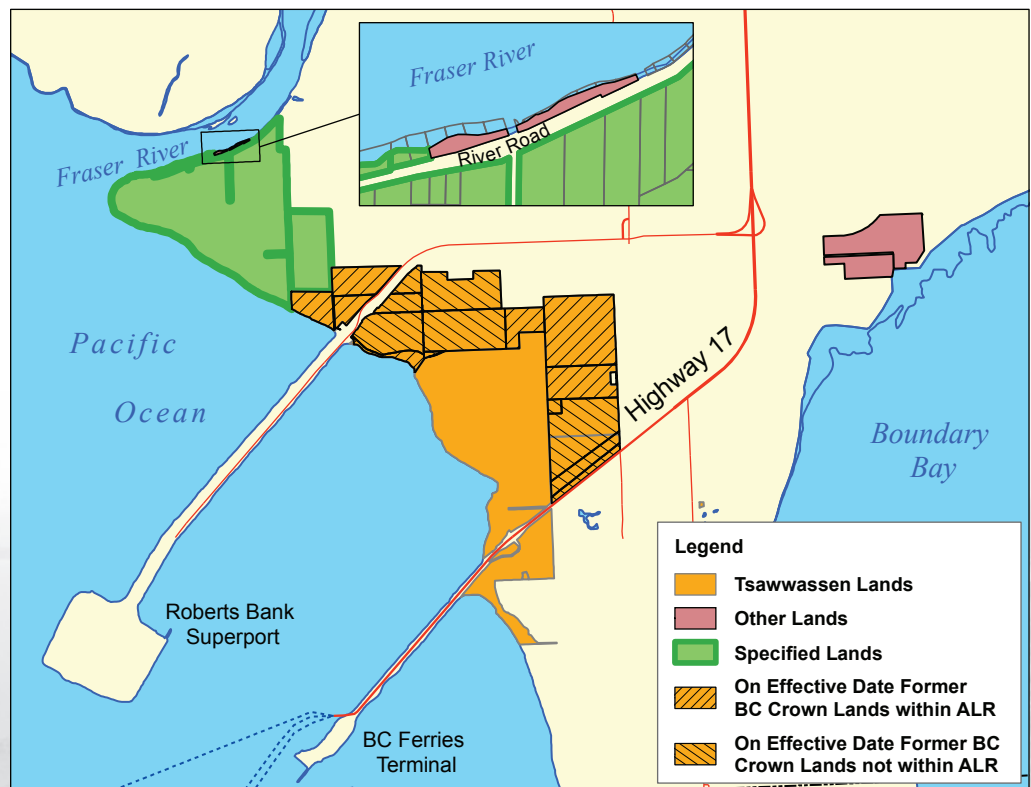 Fraser River
River Road
Fraser River
Highway 17
Pacific
Ocean
Boundary
Bay
Roberts Bank
Superport
BC Ferries
Terminal
Legend
Tsawwassen Lands
Other Lands
Specified Lands
On Effective Date Former
BC Crown Lands within ALR
On Effective Date Former BC
Crown Lands not within ALR